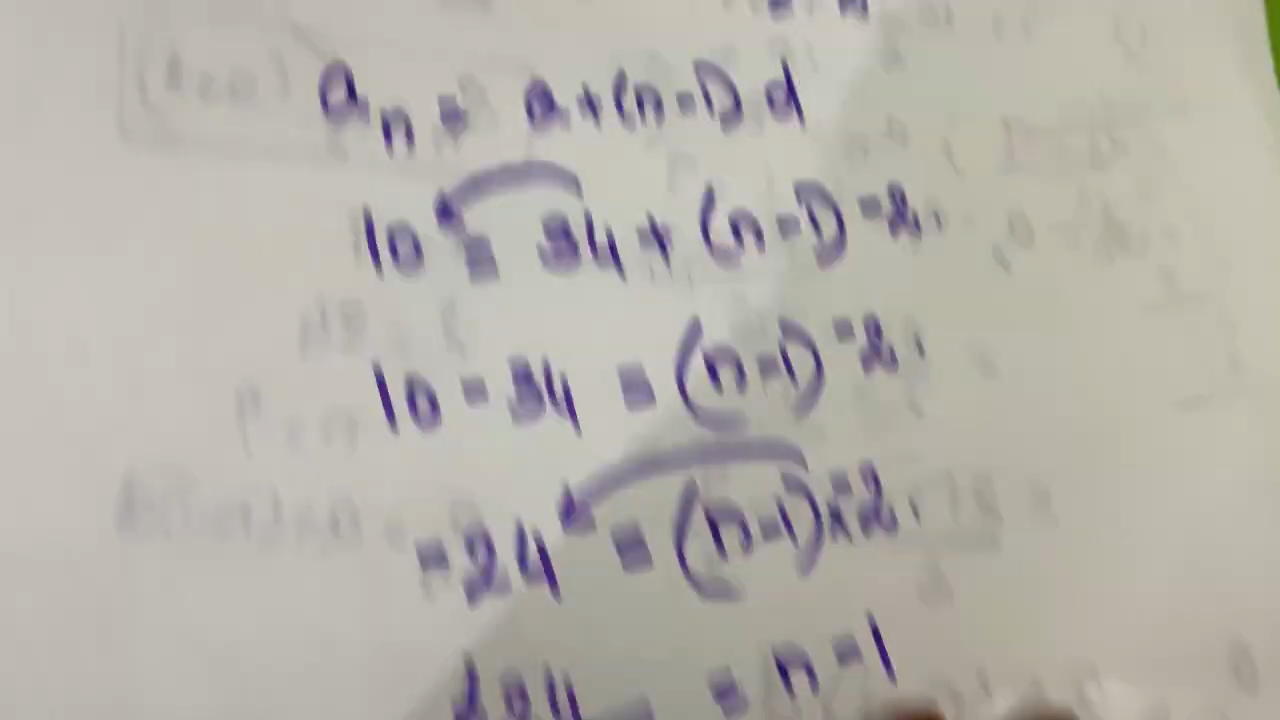 an = a + (n - 1) d
10 = 34 + (n - 1) - 2.
10 - 34 = (n - 1) - 2.
- 24 = (n - 1) x - 2.
= n - 1